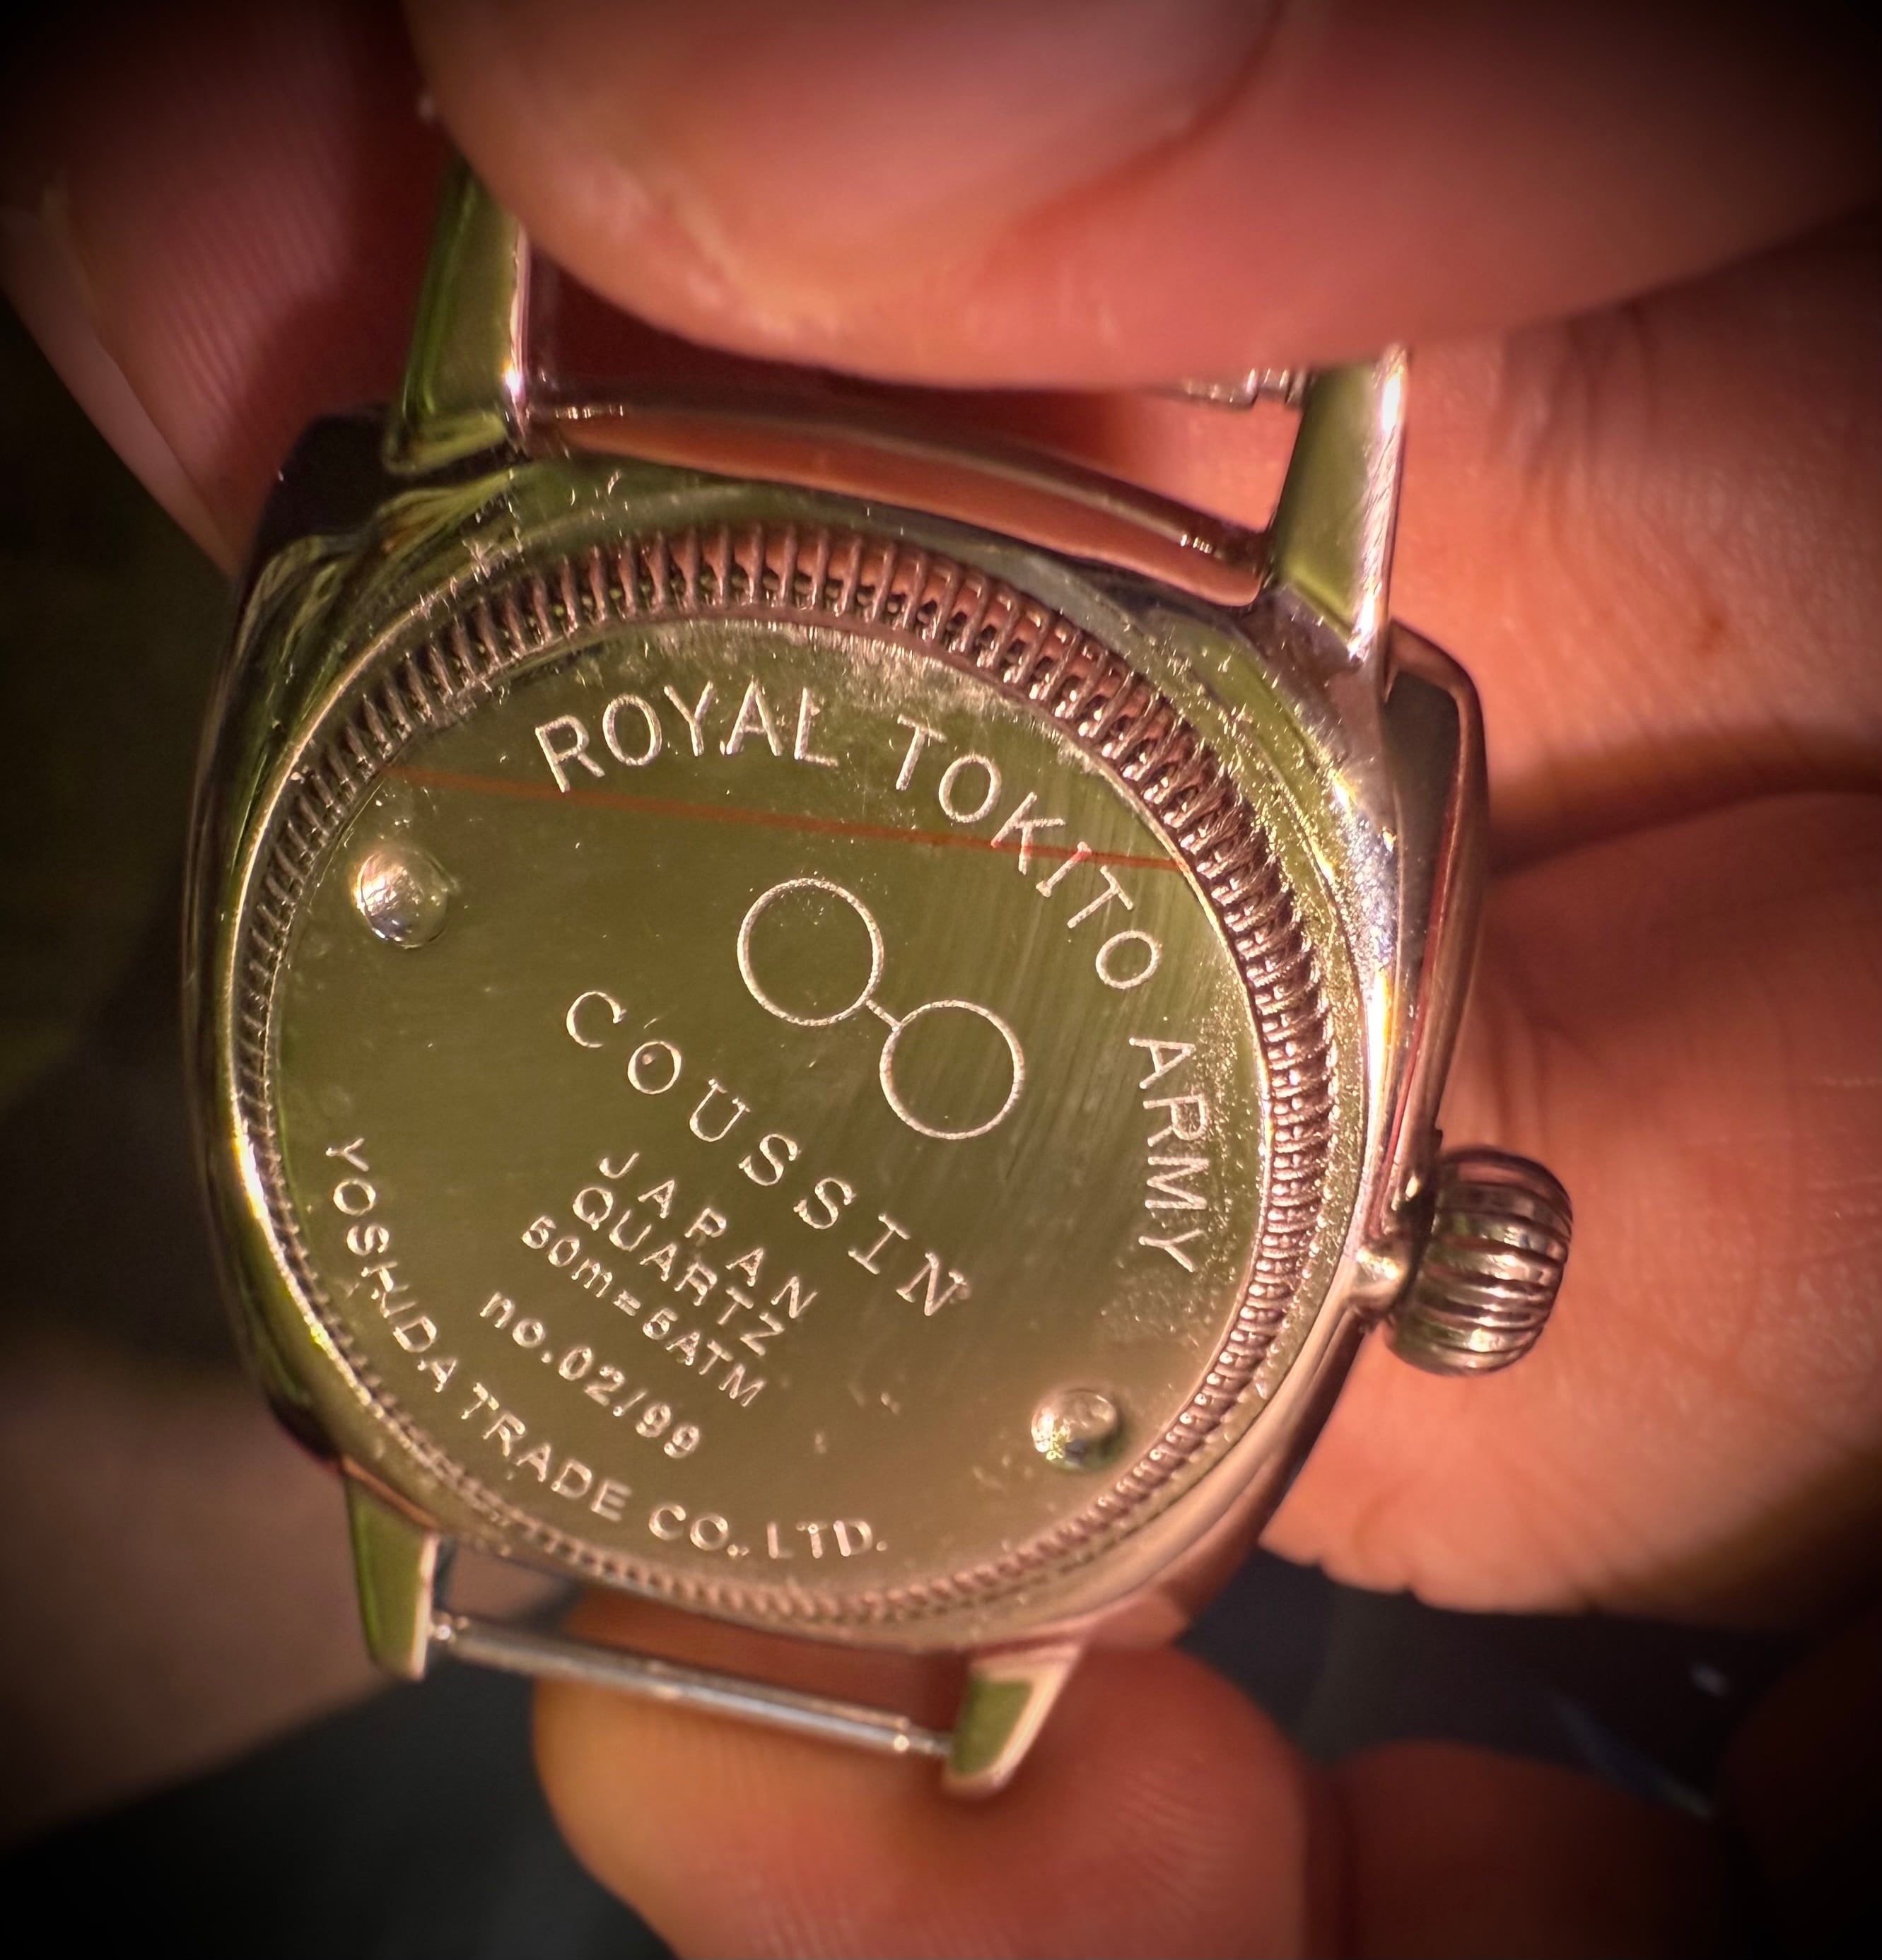 ROYAL TOKITO ARMY
COUSSIN
JAPAN
QUARTZ
50m=5ATM
no.02/99
YOSHIDA TRADE CO., LTD.